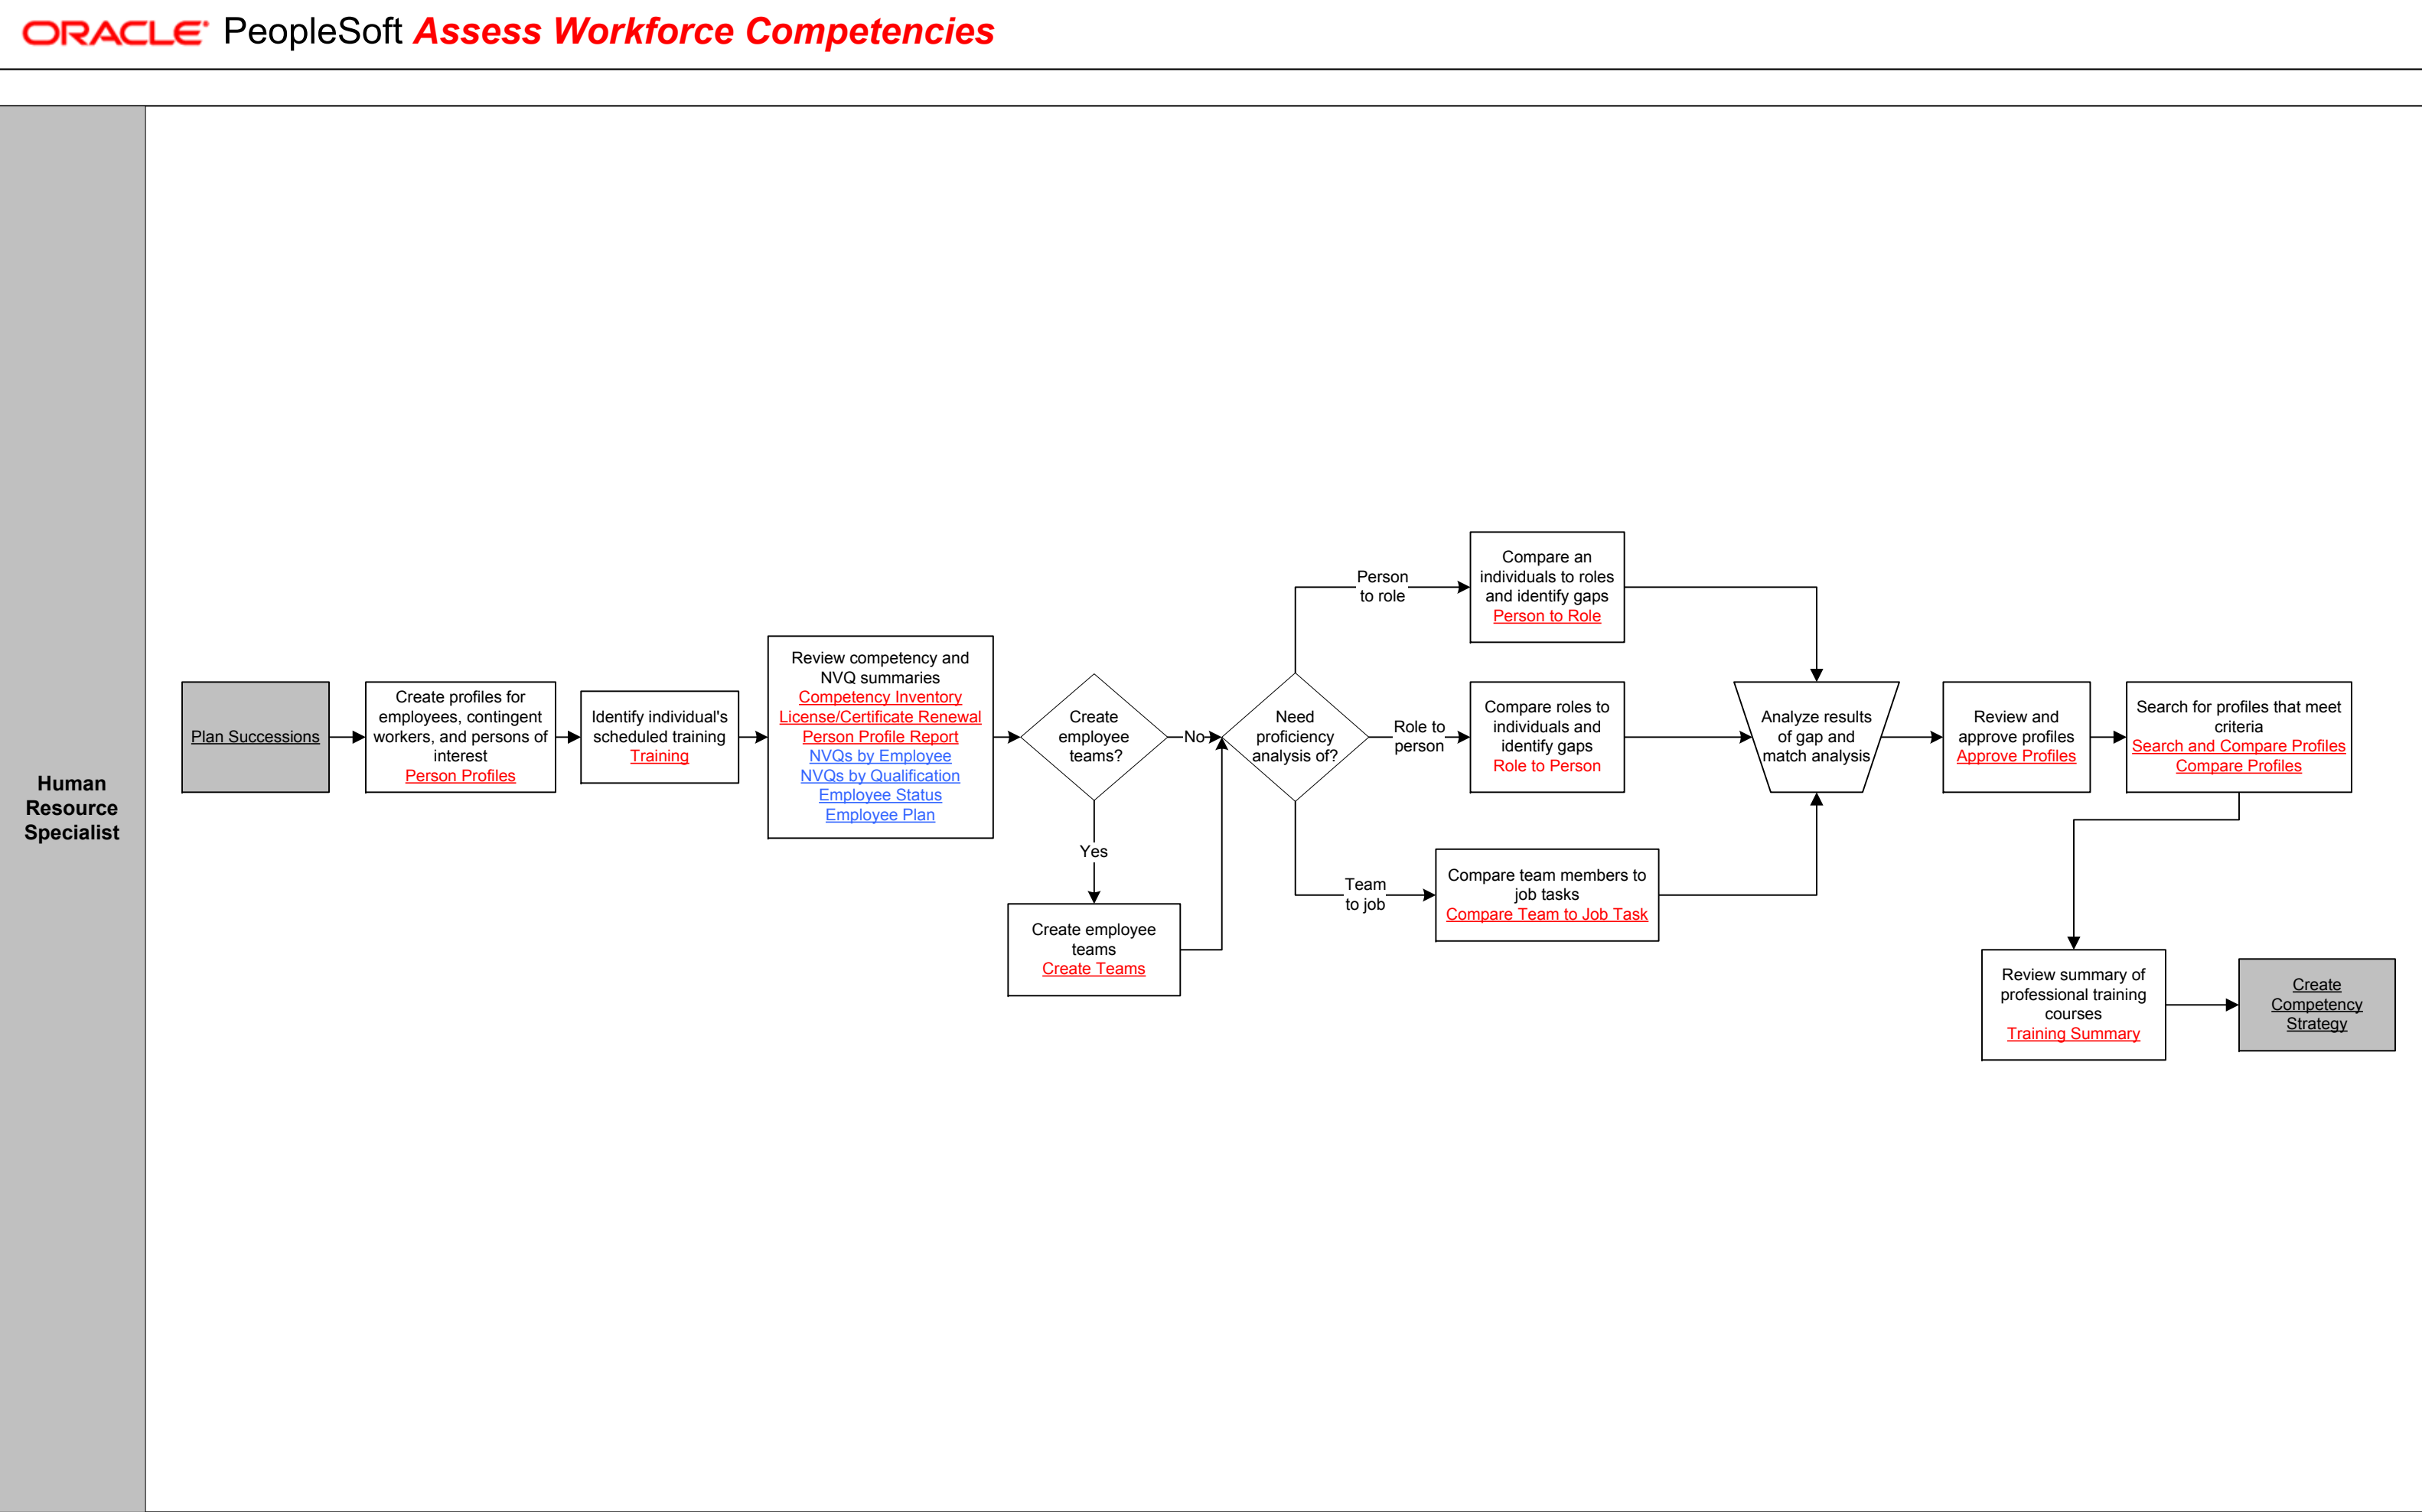 ORACLE PeopleSoft Assess Workforce Competencies
Human
Resource
Specialist
Plan Successions
Create profiles for
employees, contingent
workers, and persons of
interest
Person Profiles
Identify individual's
scheduled training
Training
Review competency and
NVQ summaries
Competency Inventory
License/Certificate Renewal
Person Profile Report
NVQs by Employee
NVQs by Qualification
Employee Status
Employee Plan
Create
employee
teams?
No
Yes
Create employee
teams
Create Teams
Need
proficiency
analysis of?
Person
to role
Compare an
individuals to roles
and identify gaps
Person to Role
Role to
person
Compare roles to
individuals and
identify gaps
Role to Person
Team
to job
Compare team members to
job tasks
Compare Team to Job Task
Analyze results
of gap and
match analysis
Review and
approve profiles
Approve Profiles
Search for profiles that meet
criteria
Search and Compare Profiles
Compare Profiles
Review summary of
professional training
courses
Training Summary
Create
Competency
Strategy